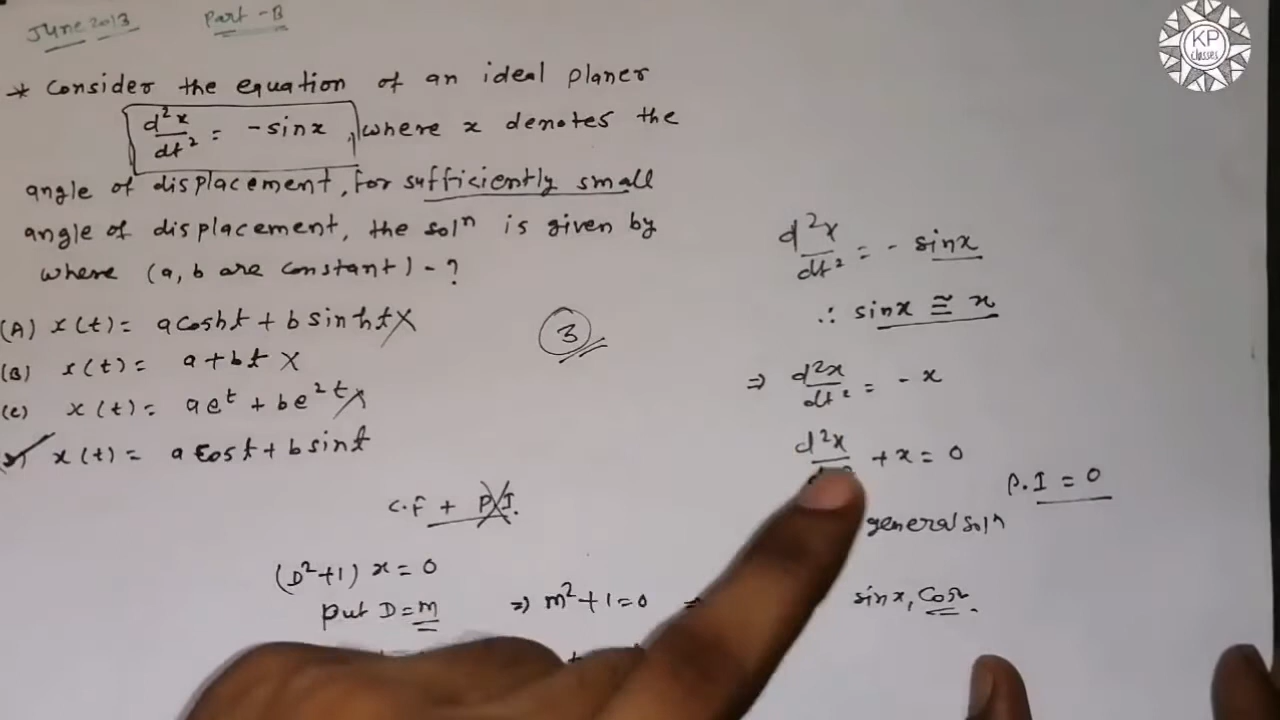 June 2013 Part-B
* Consider the equation of an ideal planer
d²x/dt² = -sinx, where x denotes the
angle of displacement, for sufficiently small
angle of displacement, the solⁿ is given by
where (a, b are constant) - ?
(A) x(t) = a cosht + b sinht X
(B) x(t) = a + bt X
(c) x(t) = ae^t + be^2t X
x(t) = a cost + b sint
3
C.F + P.I.
(D²+1) x = 0
put D = m
⇒ m²+1=0 ⇒
d²x/dt² = - sinx
∴ sinx ≅ x
⇒ d²x/dt² = - x
d²x + x = 0
P.I = 0
general solⁿ
sinx, Cosx.
KP
classes